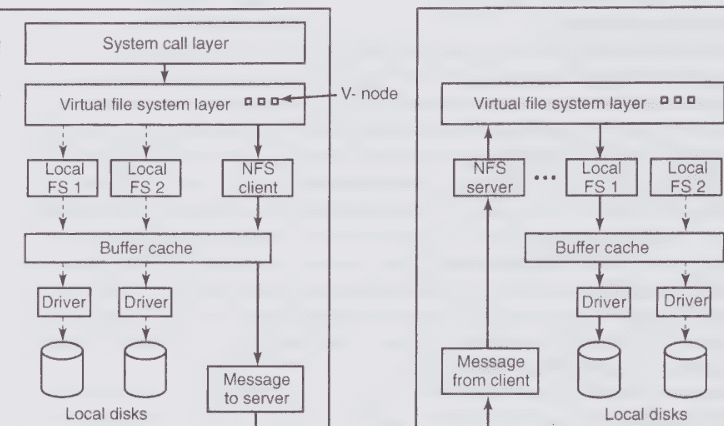 System call layer
Virtual file system layer
V- node
Local
FS 1
Local
FS 2
NFS
client
Buffer cache
Driver
Driver
Message
to server
Local disks
Virtual file system layer
NFS
server
Local
FS 1
Local
FS 2
Buffer cache
Driver
Driver
Message
from client
Local disks